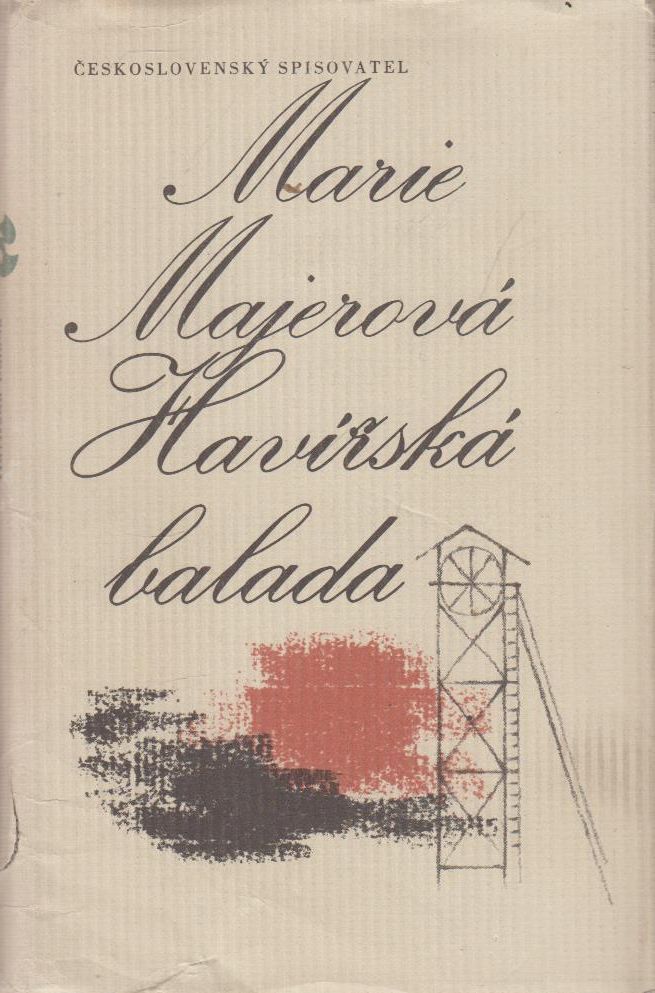 ČESKOSLOVENSKÝ SPISOVATEL
Marie
Majerová
Havířská
balada